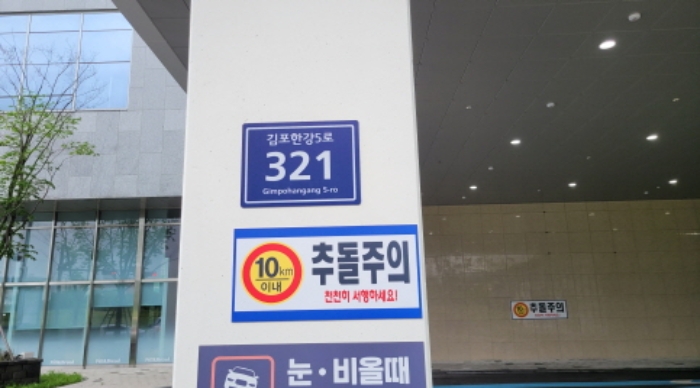 김포한강5로
321
Gimpohangang 5-ro
10km
이내
추돌주의
천천히 서행하세요!
추돌주의
눈·비올때